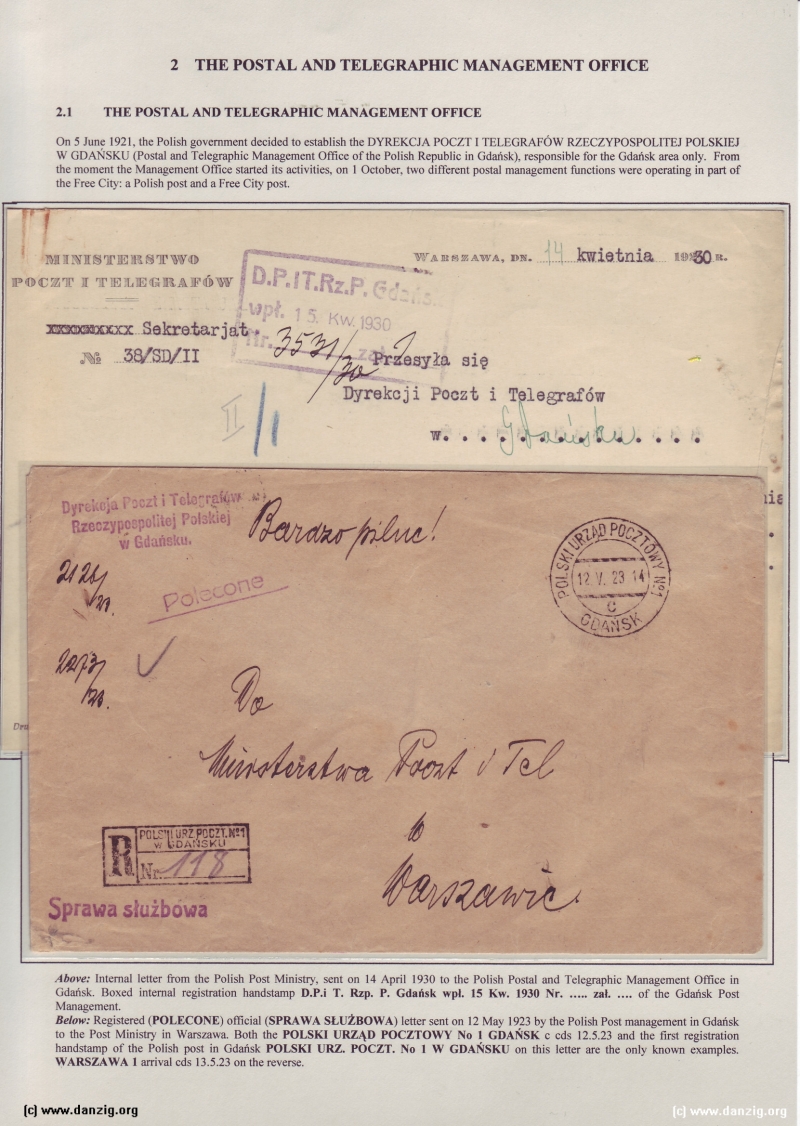 2 THE POSTAL AND TELEGRAPHIC MANAGEMENT OFFICE
2.1 THE POSTAL AND TELEGRAPHIC MANAGEMENT OFFICE
On 5 June 1921, the Polish government decided to establish the DYREKCJA POCZT I TELEGRAFÓW RZECZYPOSPOLITEJ POLSKIEJ
W GDAŃSKU (Postal and Telegraphic Management Office of the Polish Republic in Gdańsk), responsible for the Gdańsk area only. From
the moment the Management Office started its activities, on 1 October, two different postal management functions were operating in part of
the Free City: a Polish post and a Free City post.
MINISTERSTWO
POCZT I TELEGRAFÓW
WARSZAWA, DN. 14 kwietnia 1930 R.
D.P.iT.Rz.P. Gdańsk
wpł. 15 Kw. 1930
Nr. 3531/30 zał.
Sekretarjat.
№ 38/SD/II
Przesyła się
Dyrekcji Poczt i Telegrafów
w Gdańsku
II/1
Dyrekcja Poczt i Telegrafów
Rzeczypospolitej Polskiej
w Gdańsku.
Bardzo pilne!
2126/23.
Polecone
POLSKI URZĄD POCZTOWY №1
12 V. 23 14
C
GDAŃSK
2273/23.
Do
Ministerstwa Poczt i Tel
w
Warszawie.
R
POLSKI URZ. POCZT. №1
W GDAŃSKU
Nr. 118
Sprawa służbowa
Above: Internal letter from the Polish Post Ministry, sent on 14 April 1930 to the Polish Postal and Telegraphic Management Office in
Gdańsk. Boxed internal registration handstamp D.P.i T. Rzp. P. Gdańsk wpł. 15 Kw. 1930 Nr. ..... zał. .... of the Gdańsk Post
Management.
Below: Registered (POLECONE) official (SPRAWA SŁUŻBOWA) letter sent on 12 May 1923 by the Polish Post management in Gdańsk
to the Post Ministry in Warszawa. Both the POLSKI URZĄD POCZTOWY No 1 GDAŃSK c cds 12.5.23 and the first registration
handstamp of the Polish post in Gdańsk POLSKI URZ. POCZT. No 1 W GDAŃSKU on this letter are the only known examples.
WARSZAWA 1 arrival cds 13.5.23 on the reverse.
(c) www.danzig.org
(c) www.danzig.org